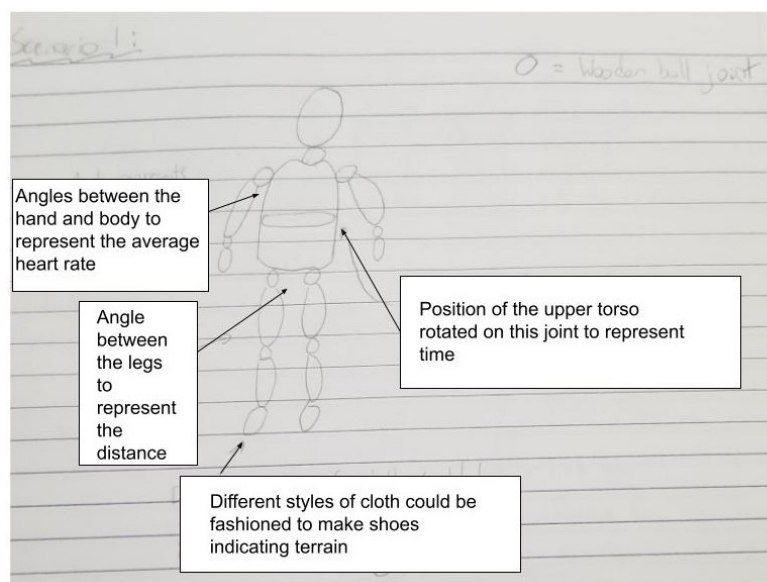 Scenario 1:
O = Wooden ball joint
Angles between the
hand and body to
represent the average
heart rate
Angle
between
the legs
to
represent
the
distance
Position of the upper torso
rotated on this joint to represent
time
Different styles of cloth could be
fashioned to make shoes
indicating terrain